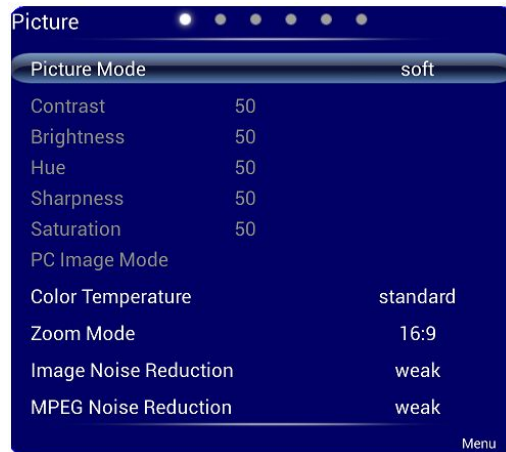 Picture
Picture Mode soft
Contrast 50
Brightness 50
Hue 50
Sharpness 50
Saturation 50
PC Image Mode
Color Temperature standard
Zoom Mode 16:9
Image Noise Reduction weak
MPEG Noise Reduction weak
Menu